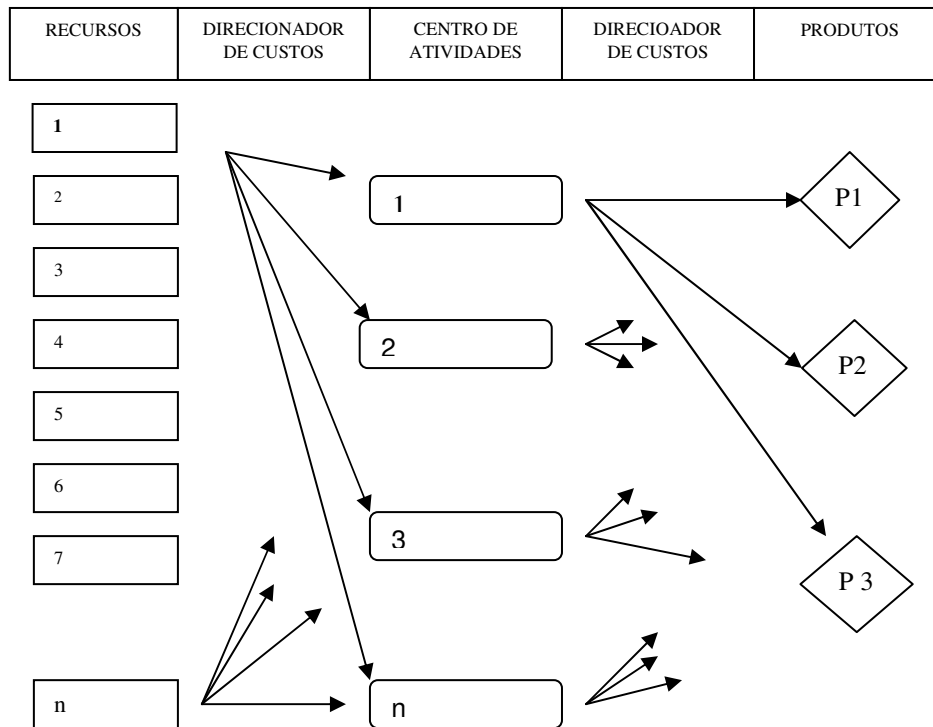 RECURSOS
DIRECIONADOR
DE CUSTOS
CENTRO DE
ATIVIDADES
DIRECIOADOR
DE CUSTOS
PRODUTOS
1
2
3
4
5
6
7
n
1
2
3
n
P1
P2
P 3